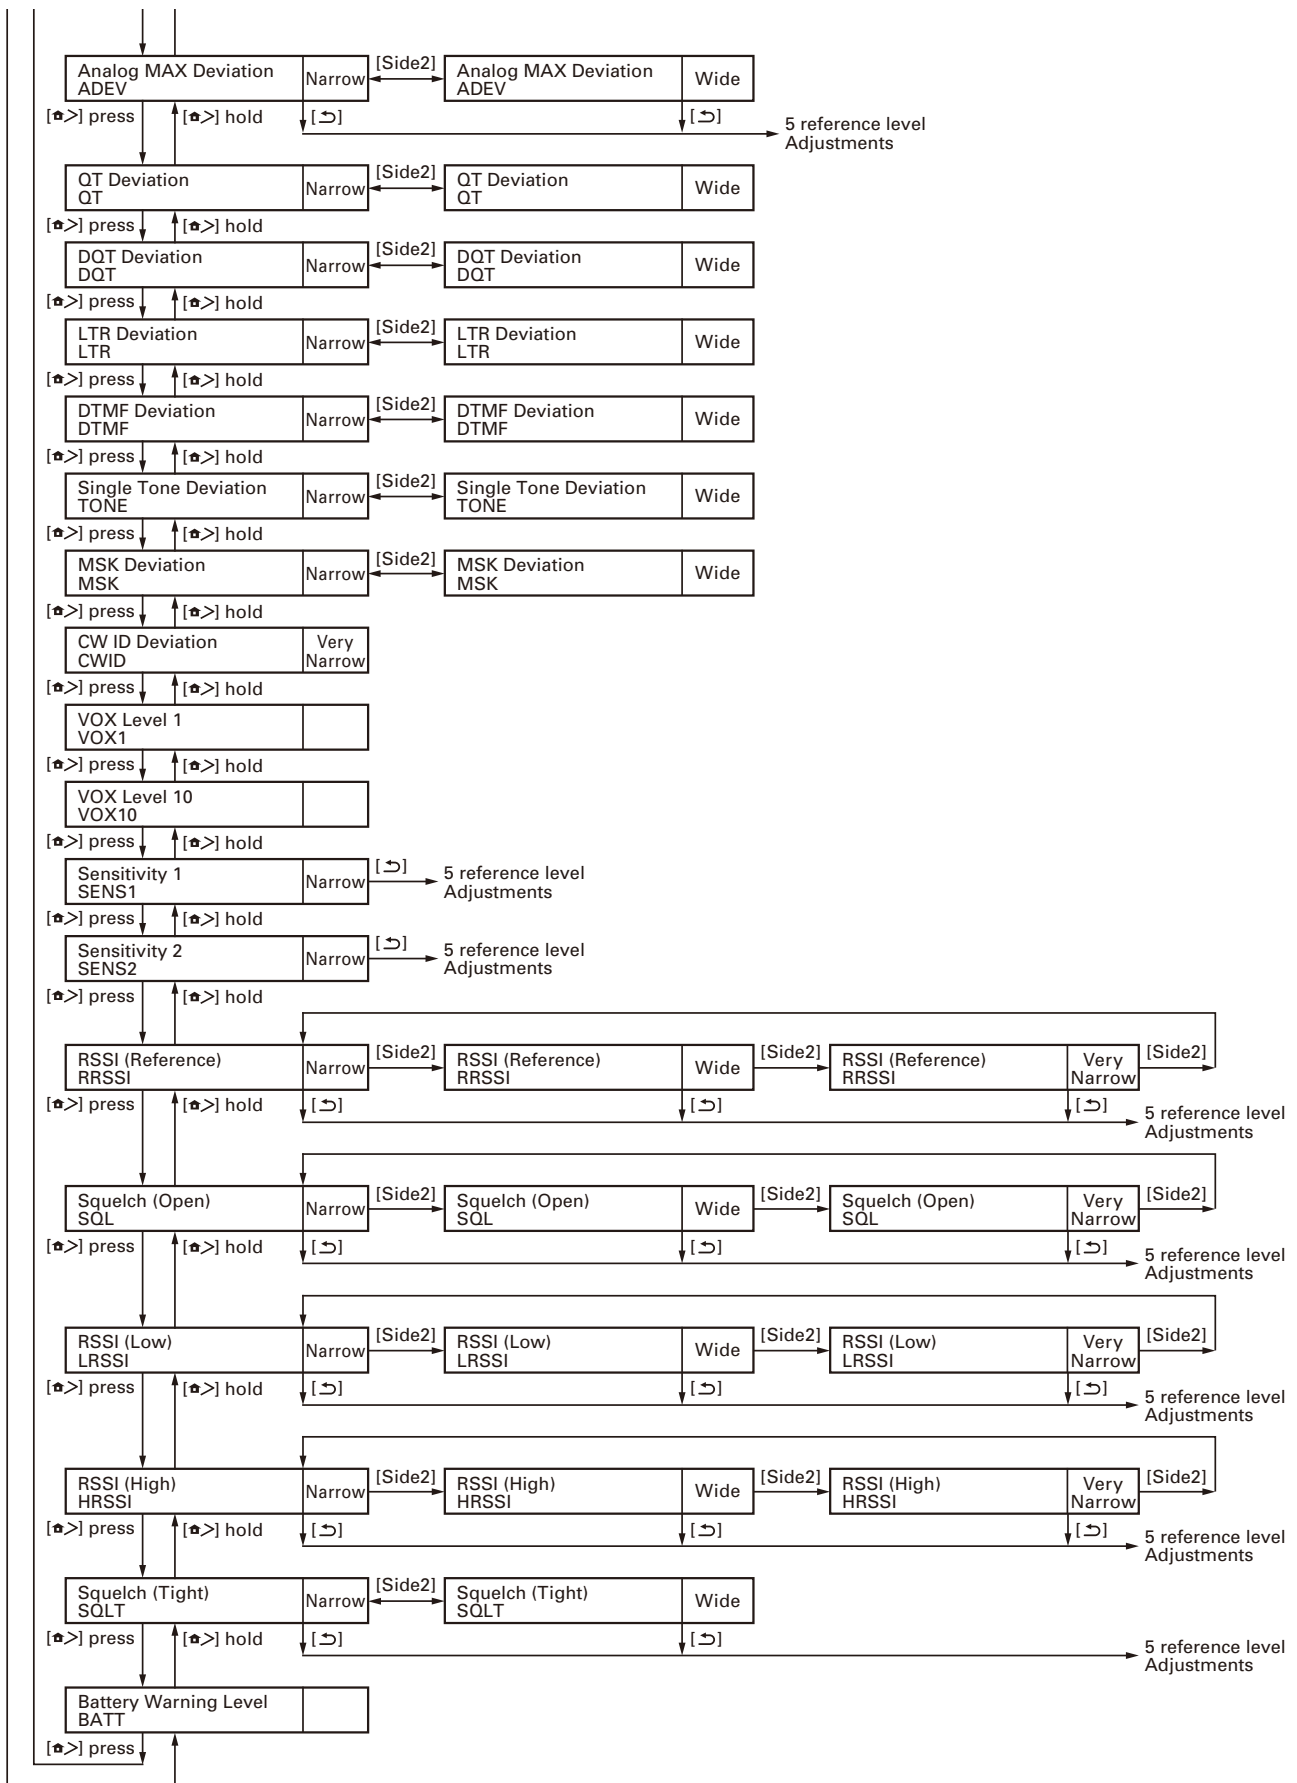 Analog MAX Deviation
ADEV
Narrow
[Side2]
Analog MAX Deviation
ADEV
Wide
[⌂>] press
[⌂>] hold
[⮌]
[⮌]
5 reference level
Adjustments
QT Deviation
QT
Narrow
[Side2]
QT Deviation
QT
Wide
[⌂>] press
[⌂>] hold
DQT Deviation
DQT
Narrow
[Side2]
DQT Deviation
DQT
Wide
[⌂>] press
[⌂>] hold
LTR Deviation
LTR
Narrow
[Side2]
LTR Deviation
LTR
Wide
[⌂>] press
[⌂>] hold
DTMF Deviation
DTMF
Narrow
[Side2]
DTMF Deviation
DTMF
Wide
[⌂>] press
[⌂>] hold
Single Tone Deviation
TONE
Narrow
[Side2]
Single Tone Deviation
TONE
Wide
[⌂>] press
[⌂>] hold
MSK Deviation
MSK
Narrow
[Side2]
MSK Deviation
MSK
Wide
[⌂>] press
[⌂>] hold
CW ID Deviation
CWID
Very
Narrow
[⌂>] press
[⌂>] hold
VOX Level 1
VOX1
[⌂>] press
[⌂>] hold
VOX Level 10
VOX10
[⌂>] press
[⌂>] hold
Sensitivity 1
SENS1
Narrow
[⮌]
5 reference level
Adjustments
[⌂>] press
[⌂>] hold
Sensitivity 2
SENS2
Narrow
[⮌]
5 reference level
Adjustments
[⌂>] press
[⌂>] hold
RSSI (Reference)
RRSSI
Narrow
[Side2]
RSSI (Reference)
RRSSI
Wide
[Side2]
RSSI (Reference)
RRSSI
Very
Narrow
[Side2]
[⌂>] press
[⌂>] hold
[⮌]
[⮌]
[⮌]
5 reference level
Adjustments
Squelch (Open)
SQL
Narrow
[Side2]
Squelch (Open)
SQL
Wide
[Side2]
Squelch (Open)
SQL
Very
Narrow
[Side2]
[⌂>] press
[⌂>] hold
[⮌]
[⮌]
[⮌]
5 reference level
Adjustments
RSSI (Low)
LRSSI
Narrow
[Side2]
RSSI (Low)
LRSSI
Wide
[Side2]
RSSI (Low)
LRSSI
Very
Narrow
[Side2]
[⌂>] press
[⌂>] hold
[⮌]
[⮌]
[⮌]
5 reference level
Adjustments
RSSI (High)
HRSSI
Narrow
[Side2]
RSSI (High)
HRSSI
Wide
[Side2]
RSSI (High)
HRSSI
Very
Narrow
[Side2]
[⌂>] press
[⌂>] hold
[⮌]
[⮌]
[⮌]
5 reference level
Adjustments
Squelch (Tight)
SQLT
Narrow
[Side2]
Squelch (Tight)
SQLT
Wide
[⌂>] press
[⌂>] hold
[⮌]
[⮌]
5 reference level
Adjustments
Battery Warning Level
BATT
[⌂>] press